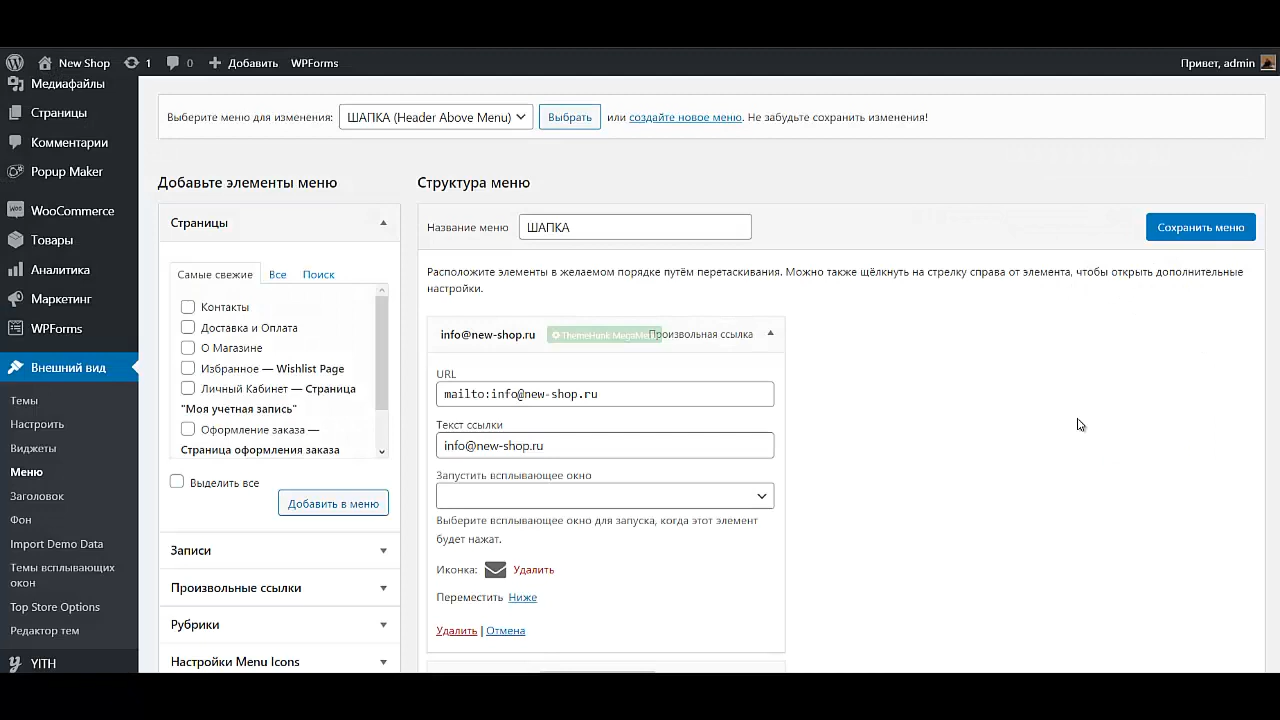 New Shop 1 0 Добавить WPForms Привет, admin
Медиафайлы
Страницы
Комментарии
Popup Maker
WooCommerce
Товары
Аналитика
Маркетинг
WPForms
Внешний вид
Темы
Настроить
Виджеты
Меню
Заголовок
Фон
Import Demo Data
Темы всплывающих
окон
Top Store Options
Редактор тем
YITH
Выберите меню для изменения: ШАПКА (Header Above Menu) Выбрать или создайте новое меню. Не забудьте сохранить изменения!
Добавьте элементы меню
Страницы
Самые свежие Все Поиск
Контакты
Доставка и Оплата
О Магазине
Избранное — Wishlist Page
Личный Кабинет — Страница
"Моя учетная запись"
Оформление заказа —
Страница оформления заказа
Выделить все
Добавить в меню
Записи
Произвольные ссылки
Рубрики
Настройки Menu Icons
Структура меню
Название меню ШАПКА Сохранить меню
Расположите элементы в желаемом порядке путём перетаскивания. Можно также щёлкнуть на стрелку справа от элемента, чтобы открыть дополнительные
настройки.
info@new-shop.ru ThemeHunk MegaMe Произвольная ссылка
URL
mailto:info@new-shop.ru
Текст ссылки
info@new-shop.ru
Запустить всплывающее окно
Выберите всплывающее окно для запуска, когда этот элемент
будет нажат.
Иконка: Удалить
Переместить Ниже
Удалить | Отмена